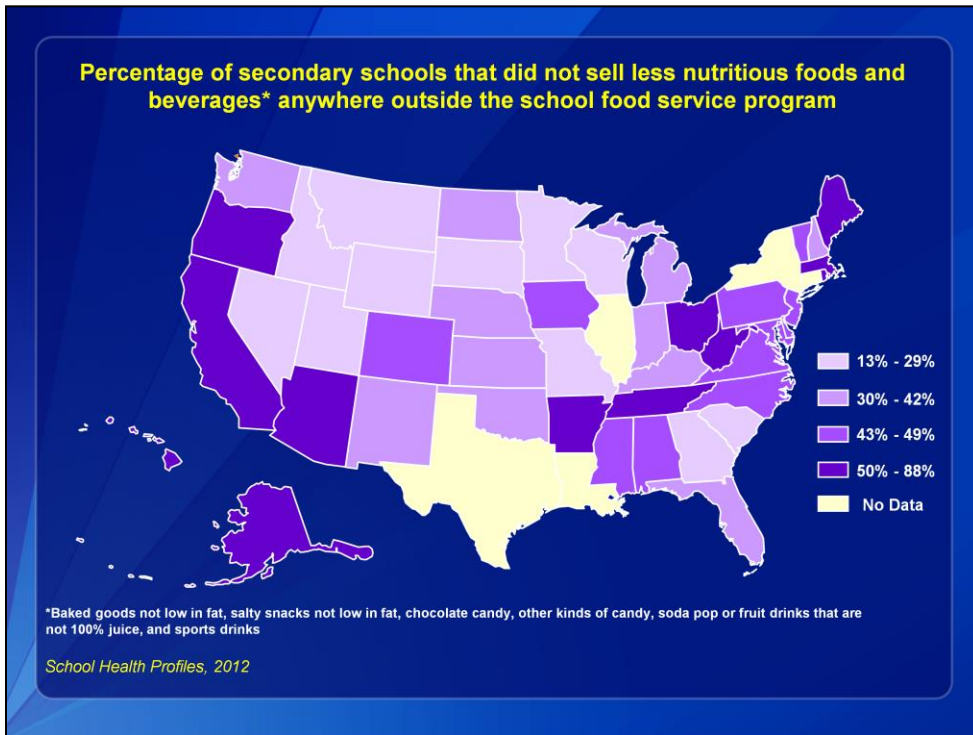 Percentage of secondary schools that did not sell less nutritious foods and
beverages* anywhere outside the school food service program
13% - 29%
30% - 42%
43% - 49%
50% - 88%
No Data
*Baked goods not low in fat, salty snacks not low in fat, chocolate candy, other kinds of candy, soda pop or fruit drinks that are
not 100% juice, and sports drinks
School Health Profiles, 2012